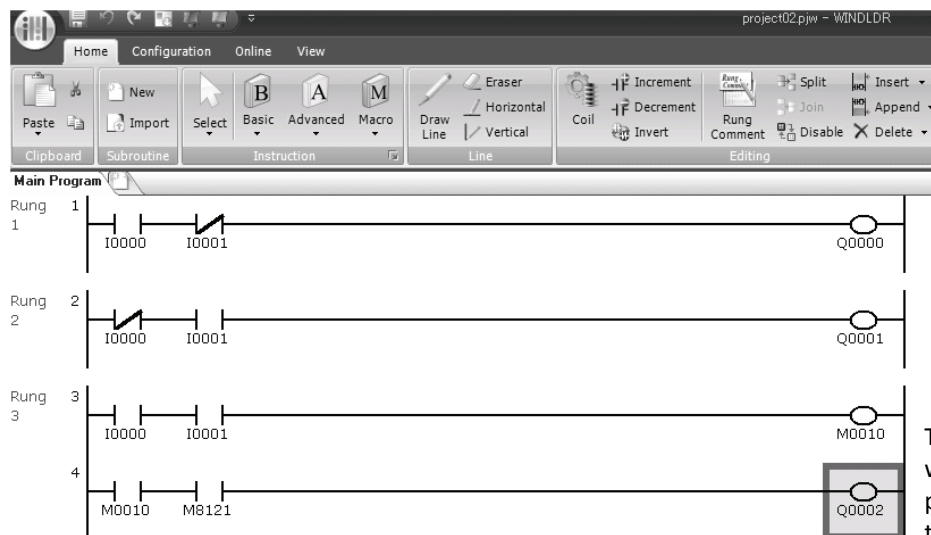 project02.pjw - WINDLDR
Home Configuration Online View
Paste
New
Import
Select
Basic
Advanced
Macro
Draw Line
Eraser
Horizontal
Vertical
Coil
Increment
Decrement
Invert
Rung Comment
Split
Join
Disable
Insert
Append
Delete
Clipboard Subroutine Instruction Line Editing
Main Program
Rung 1
1
I0000 I0001 Q0000
Rung 2
2
I0000 I0001 Q0001
Rung 3
3
I0000 I0001 M0010
4
M0010 M8121 Q0002